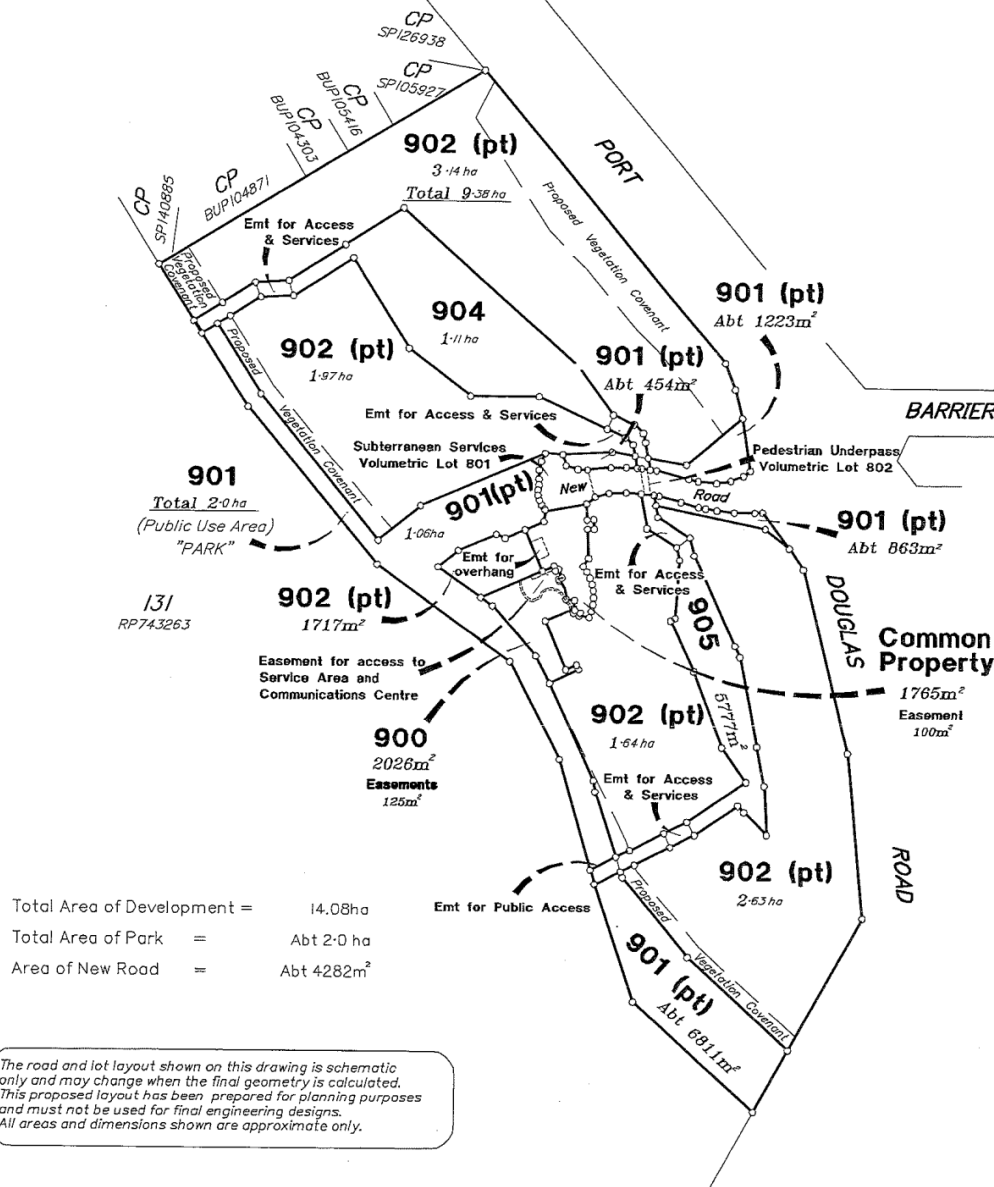 CP
SP126938
CP
SP105927
CP
BUP105416
CP
BUP104303
CP
BUP104871
CP
SP140885
902 (pt)
3·14 ha
Total 9·38 ha
PORT
Proposed Vegetation Covenant
Emt for Access
& Services
Proposed
Vegetation
Covenant
904
1·11 ha
901 (pt)
Abt 1223m²
902 (pt)
1·97 ha
901 (pt)
Abt 454m²
Proposed Vegetation Covenant
BARRIER
Emt for Access & Services
Subterranean Services
Volumetric Lot 801
Pedestrian Underpass
Volumetric Lot 802
901
Total 2·0 ha
(Public Use Area)
"PARK"
901(pt)
1·06ha
New Road
901 (pt)
Abt 863m²
Emt for
overhang
Emt for Access
& Services
131
RP743263
902 (pt)
1717m²
905
5777m²
DOUGLAS
Common
Property
1765m²
Easement
100m²
Easement for access to
Service Area and
Communications Centre
900
2026m²
Easements
125m²
902 (pt)
1·64 ha
Emt for Access
& Services
ROAD
902 (pt)
2·63 ha
Emt for Public Access
Proposed Vegetation Covenant
901 (pt)
Abt 6811m²
Total Area of Development = 14.08ha
Total Area of Park = Abt 2·0 ha
Area of New Road = Abt 4282m²
The road and lot layout shown on this drawing is schematic
only and may change when the final geometry is calculated.
This proposed layout has been prepared for planning purposes
and must not be used for final engineering designs.
All areas and dimensions shown are approximate only.